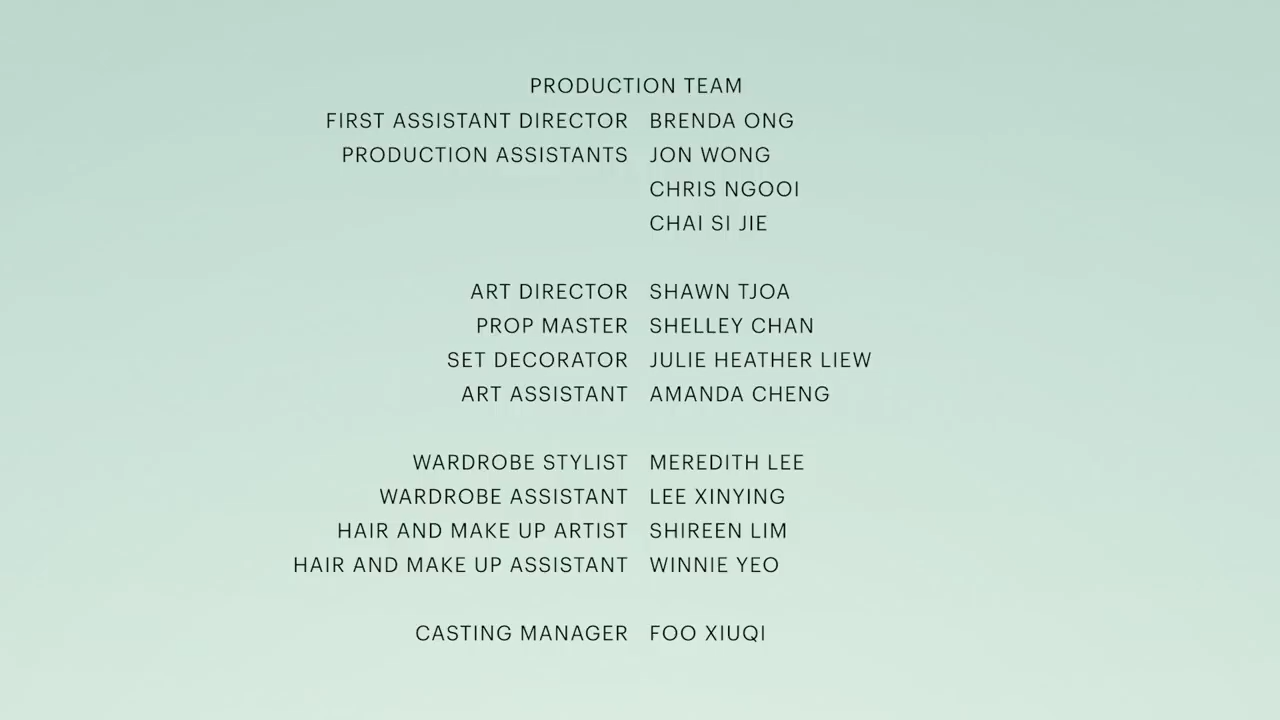 PRODUCTION TEAM
FIRST ASSISTANT DIRECTOR BRENDA ONG
PRODUCTION ASSISTANTS JON WONG
CHRIS NGOOI
CHAI SI JIE
ART DIRECTOR SHAWN TJOA
PROP MASTER SHELLEY CHAN
SET DECORATOR JULIE HEATHER LIEW
ART ASSISTANT AMANDA CHENG
WARDROBE STYLIST MEREDITH LEE
WARDROBE ASSISTANT LEE XINYING
HAIR AND MAKE UP ARTIST SHIREEN LIM
HAIR AND MAKE UP ASSISTANT WINNIE YEO
CASTING MANAGER FOO XIUQI